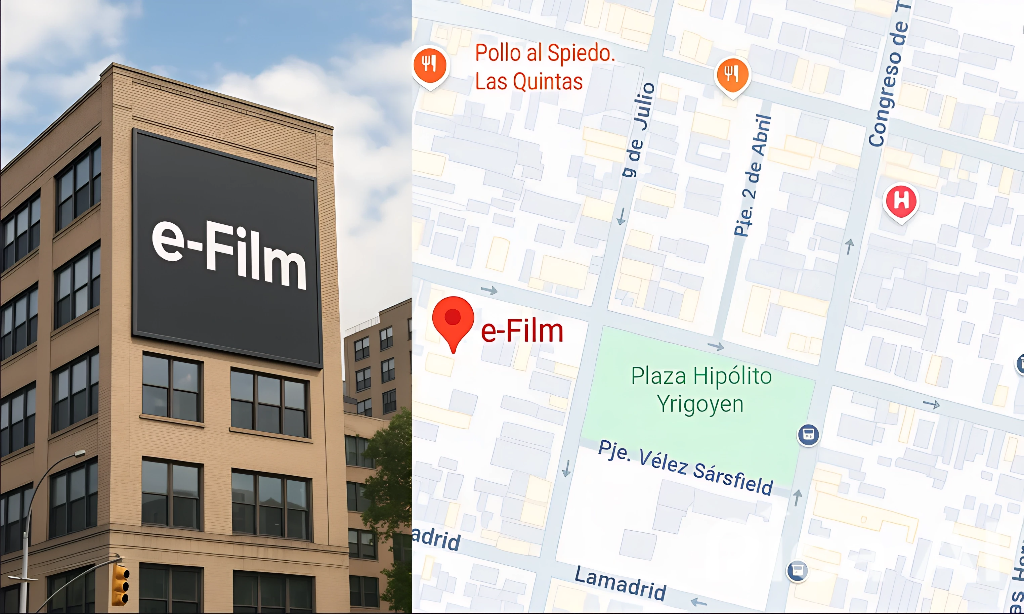 e-Film
Pollo al Spiedo.
Las Quintas
9 de Julio
Pje. 2 de Abril
Congreso de T
H
e-Film
Plaza Hipólito
Yrigoyen
Pje. Vélez Sársfield
adrid
Lamadrid